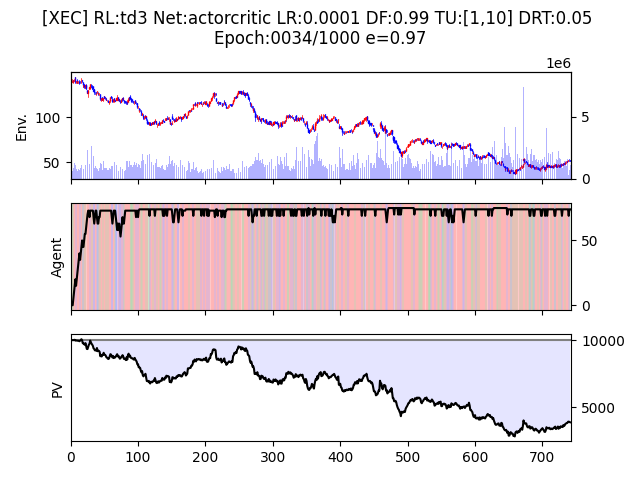 [XEC] RL:td3 Net:actorcritic LR:0.0001 DF:0.99 TU:[1,10] DRT:0.05
Epoch:0034/1000 e=0.97
1e6
Env.
100
50
5
0
Agent
50
0
PV
10000
5000
0 100 200 300 400 500 600 700